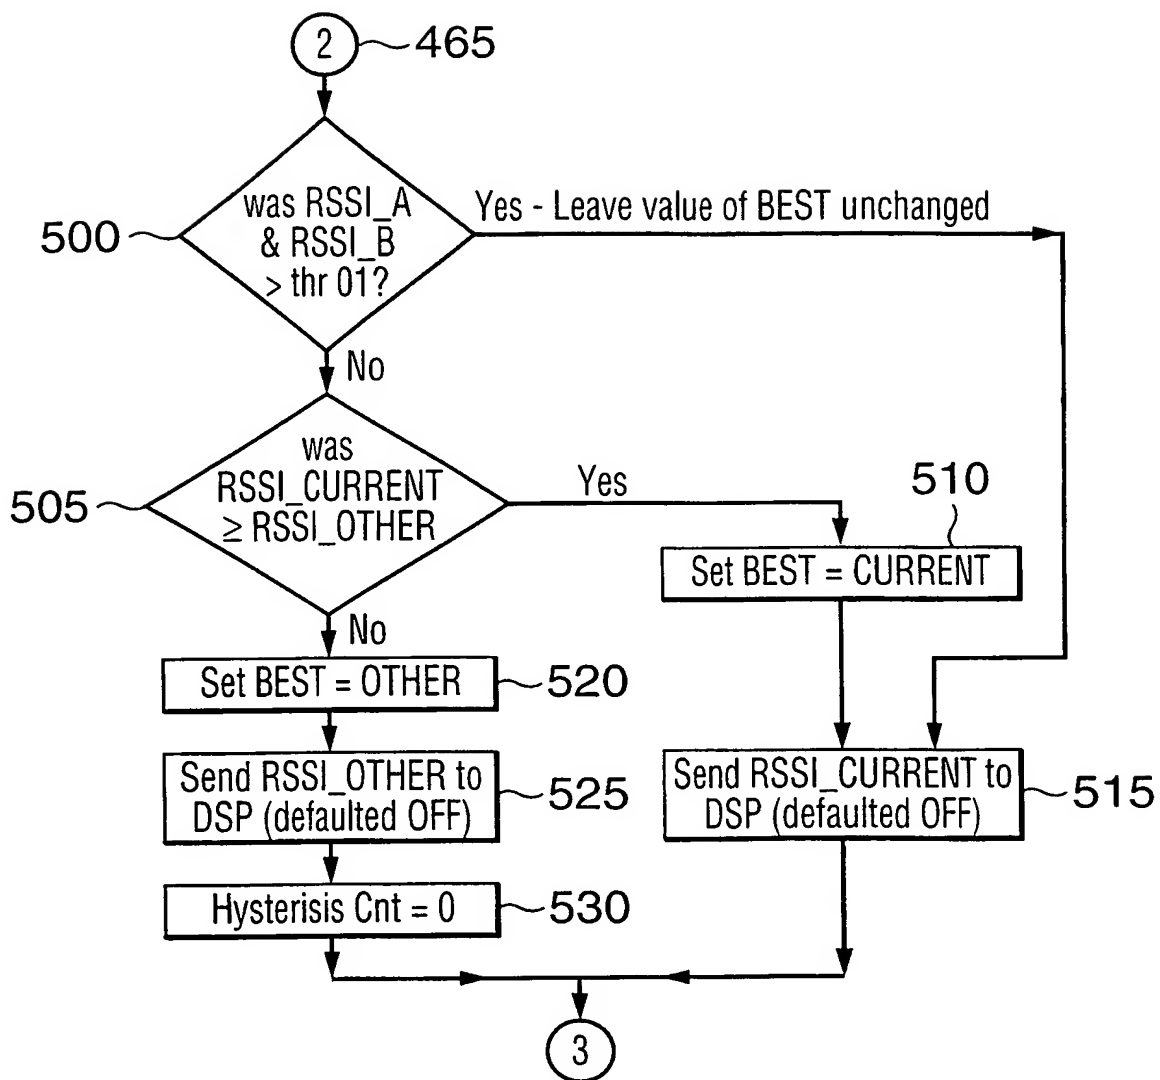 2
465
was RSSI_A
& RSSI_B
> thr 01?
500
Yes - Leave value of BEST unchanged
No
was
RSSI_CURRENT
≥ RSSI_OTHER
505
Yes
510
Set BEST = CURRENT
No
Set BEST = OTHER
520
Send RSSI_OTHER to
DSP (defaulted OFF)
525
Send RSSI_CURRENT to
DSP (defaulted OFF)
515
Hysterisis Cnt = 0
530
3